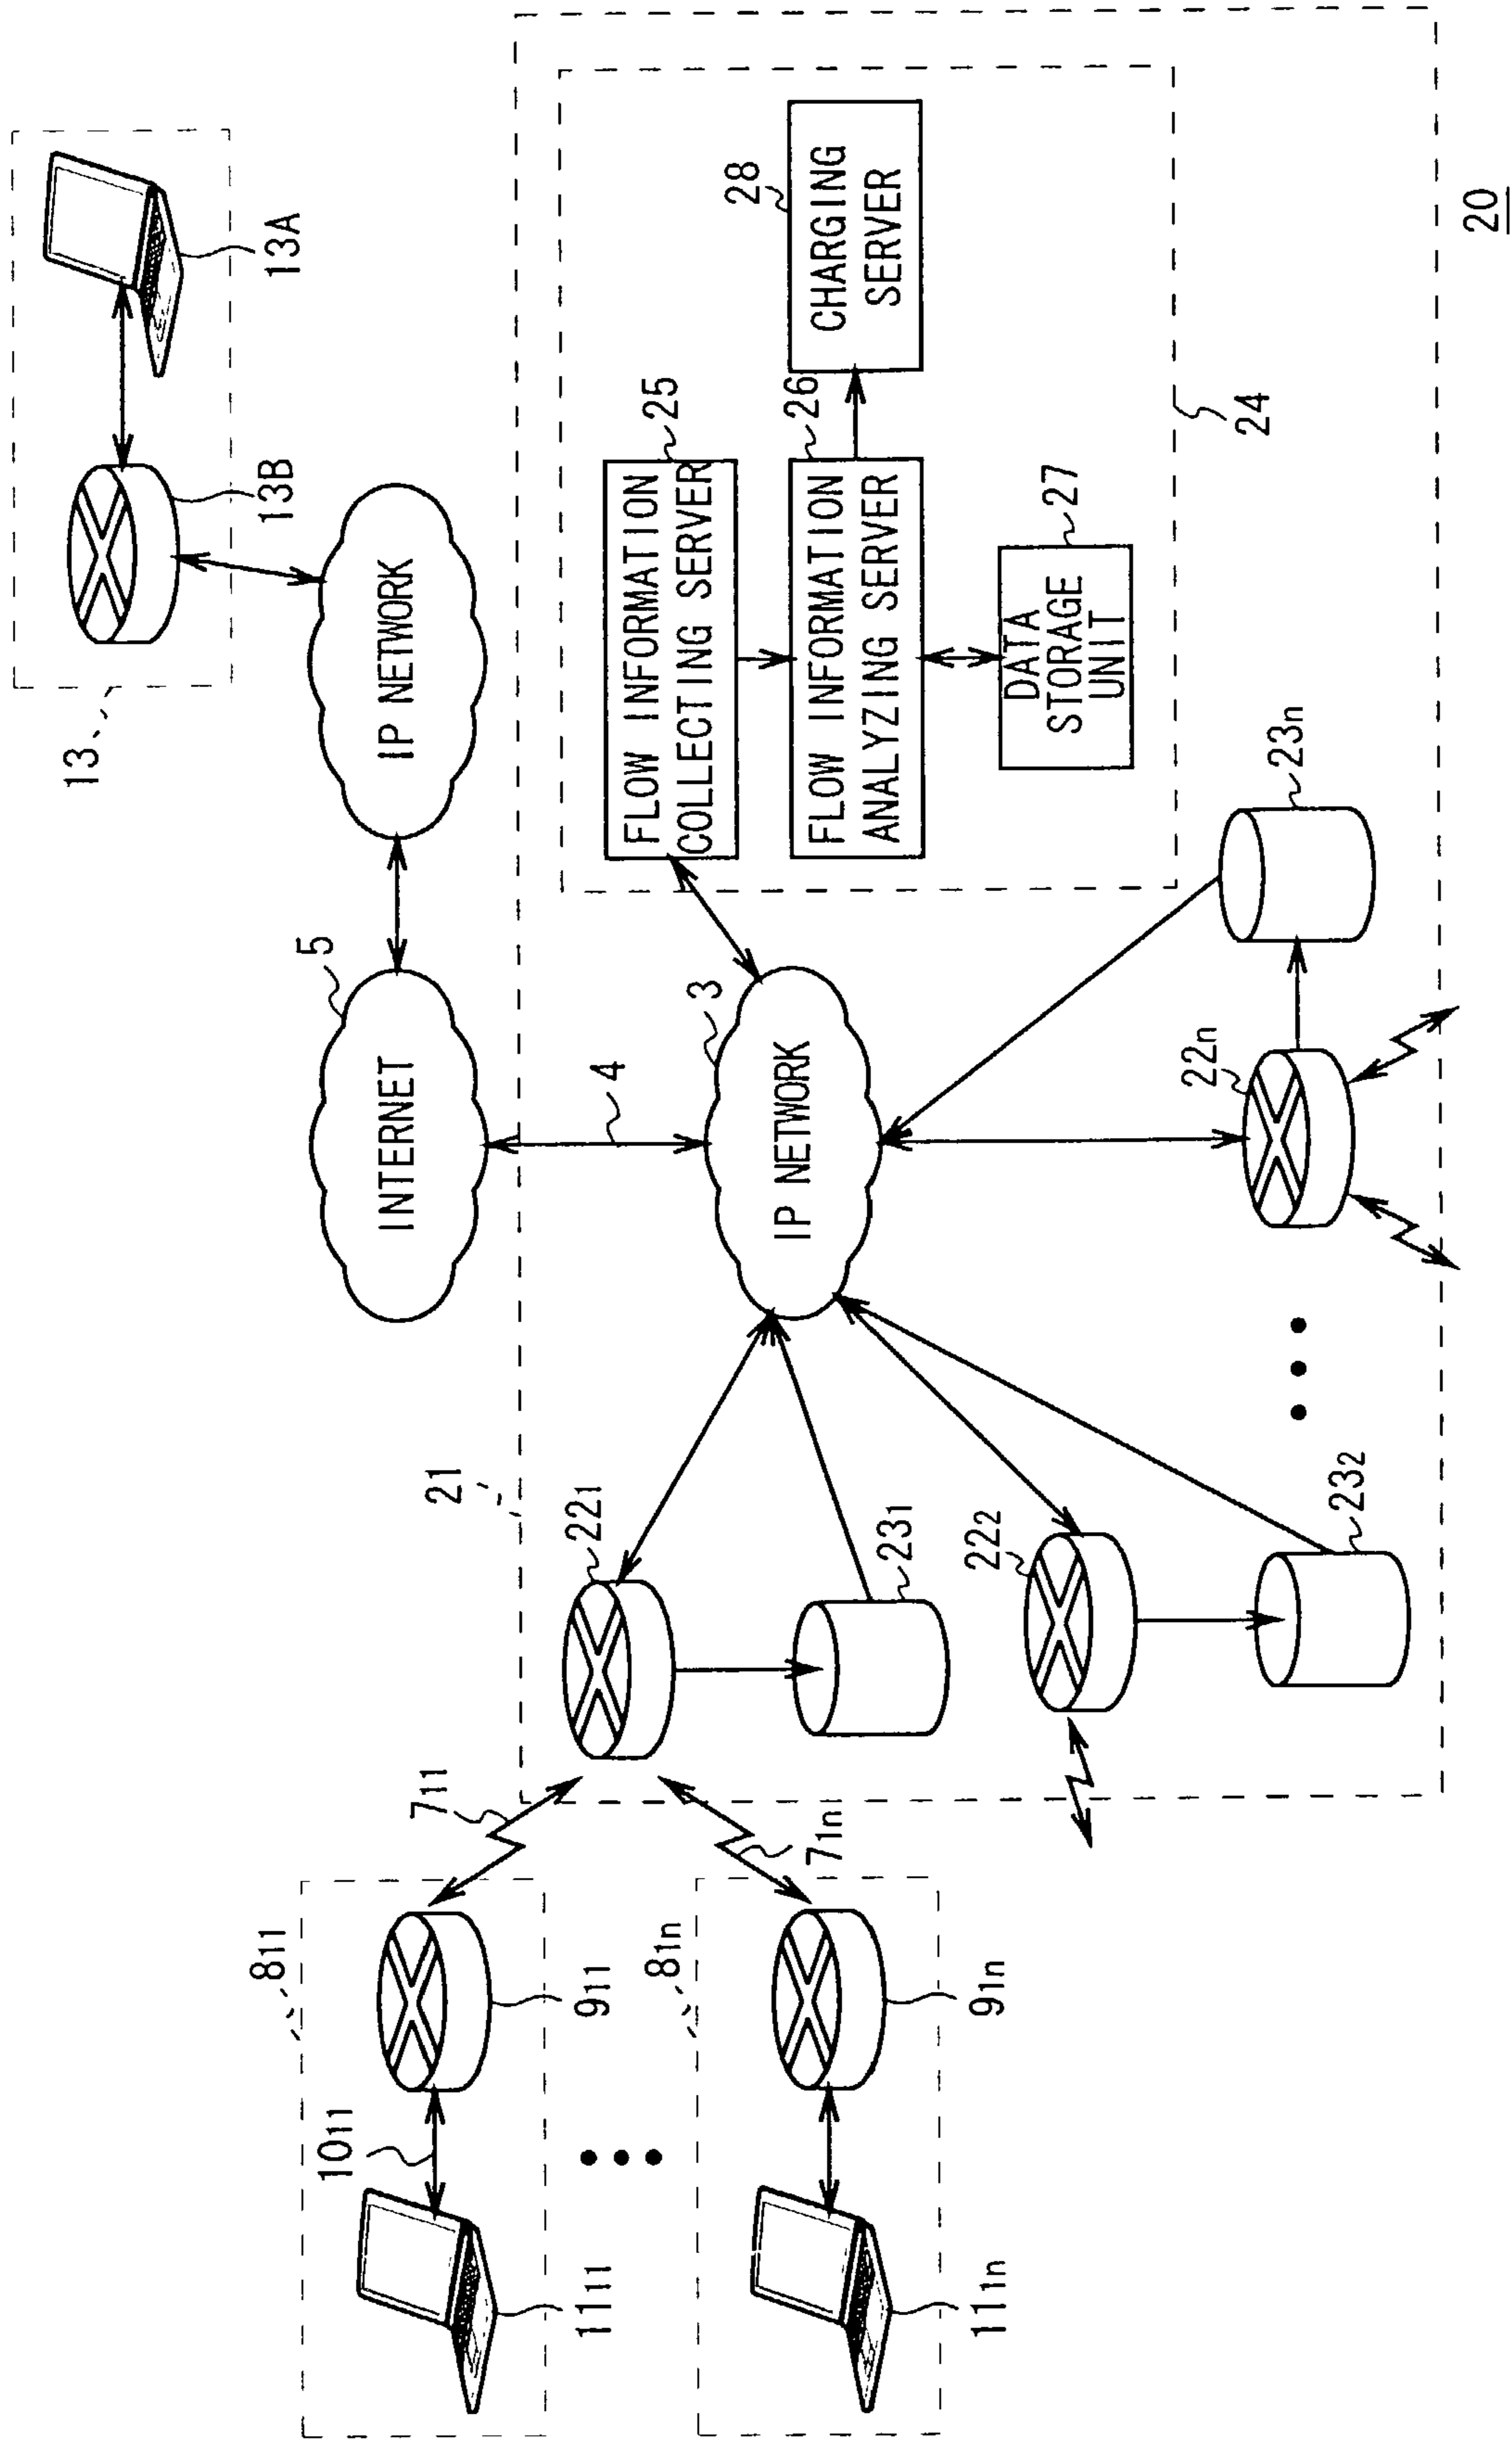 20
13
13B
13A
IP NETWORK
5
INTERNET
4
3
IP NETWORK
21
FLOW INFORMATION
COLLECTING SERVER
25
FLOW INFORMATION
ANALYZING SERVER
26
28
CHARGING
SERVER
DATA
STORAGE
UNIT
27
24
22₁
23₁
22₂
23₂
22n
23n
7₁₁
7₁n
8₁₁
10₁₁
9₁₁
11₁₁
8₁n
9₁n
11₁n